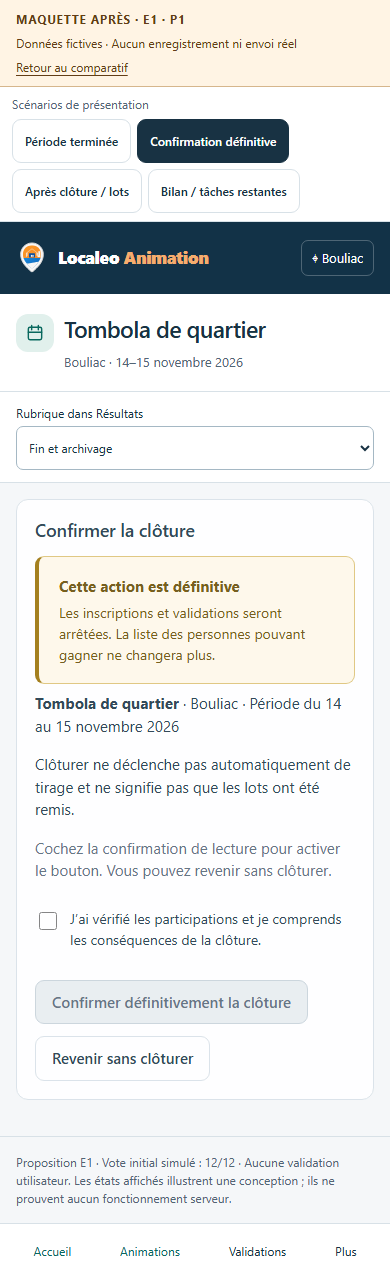 MAQUETTE APRÈS · E1 · P1
Données fictives · Aucun enregistrement ni envoi réel
Retour au comparatif
Scénarios de présentation
Période terminée
Confirmation définitive
Après clôture / lots
Bilan / tâches restantes
Localeo Animation
Bouliac
Tombola de quartier
Bouliac · 14–15 novembre 2026
Rubrique dans Résultats
Fin et archivage
Confirmer la clôture
Cette action est définitive
Les inscriptions et validations seront
arrêtées. La liste des personnes pouvant
gagner ne changera plus.
Tombola de quartier · Bouliac · Période du 14
au 15 novembre 2026
Clôturer ne déclenche pas automatiquement de
tirage et ne signifie pas que les lots ont été
remis.
Cochez la confirmation de lecture pour activer
le bouton. Vous pouvez revenir sans clôturer.
J’ai vérifié les participations et je comprends
les conséquences de la clôture.
Confirmer définitivement la clôture
Revenir sans clôturer
Proposition E1 · Vote initial simulé : 12/12 · Aucune validation
utilisateur. Les états affichés illustrent une conception ; ils ne
prouvent aucun fonctionnement serveur.
Accueil
Animations
Validations
Plus